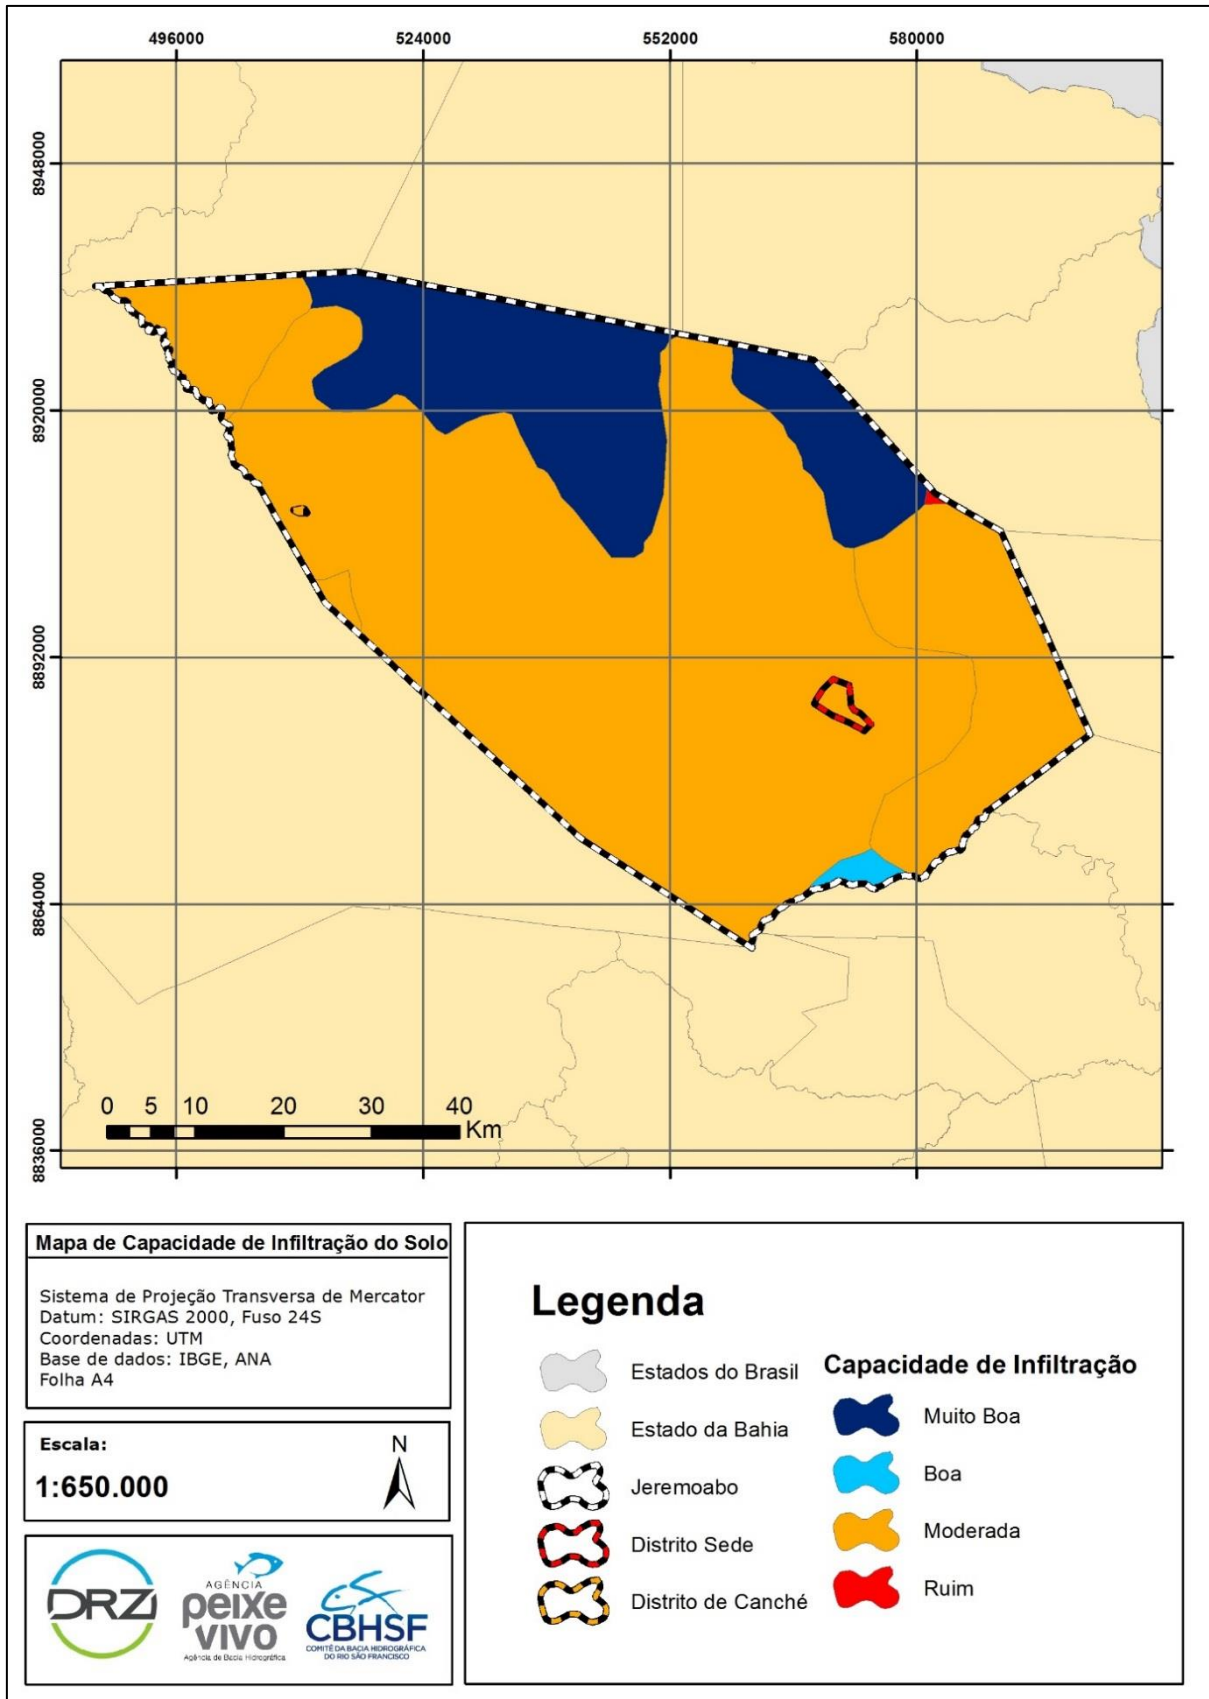 496000
524000
552000
580000
8948000
8920000
8892000
8864000
8836000
0 5 10 20 30 40
Km
Mapa de Capacidade de Infiltração do Solo
Sistema de Projeção Transversa de Mercator
Datum: SIRGAS 2000, Fuso 24S
Coordenadas: UTM
Base de dados: IBGE, ANA
Folha A4
Escala:
1:650.000
N
DRZ
AGÊNCIA
peixe
vivo
Agência de Bacia Hidrográfica
CBHSF
COMITÊ DA BACIA HIDROGRÁFICA
DO RIO SÃO FRANCISCO
Legenda
Estados do Brasil
Estado da Bahia
Jeremoabo
Distrito Sede
Distrito de Canché
Capacidade de Infiltração
Muito Boa
Boa
Moderada
Ruim